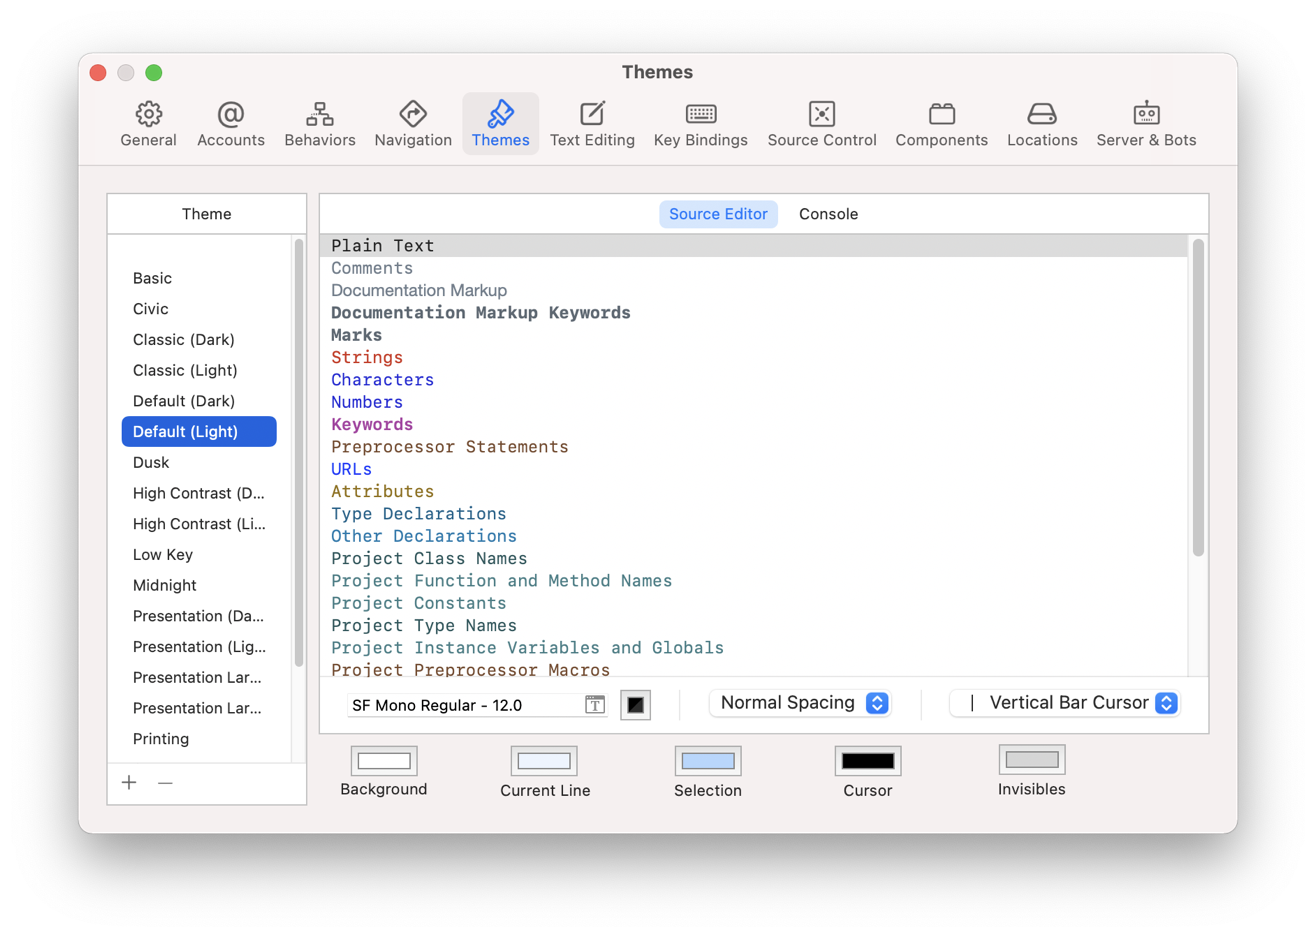 Themes
General
Accounts
Behaviors
Navigation
Themes
Text Editing
Key Bindings
Source Control
Components
Locations
Server & Bots
Theme
Basic
Civic
Classic (Dark)
Classic (Light)
Default (Dark)
Default (Light)
Dusk
High Contrast (D...
High Contrast (Li...
Low Key
Midnight
Presentation (Da...
Presentation (Lig...
Presentation Lar...
Presentation Lar...
Printing
Source Editor
Console
Plain Text
Comments
Documentation Markup
Documentation Markup Keywords
Marks
Strings
Characters
Numbers
Keywords
Preprocessor Statements
URLs
Attributes
Type Declarations
Other Declarations
Project Class Names
Project Function and Method Names
Project Constants
Project Type Names
Project Instance Variables and Globals
Project Preprocessor Macros
SF Mono Regular - 12.0
Normal Spacing
Vertical Bar Cursor
Background
Current Line
Selection
Cursor
Invisibles